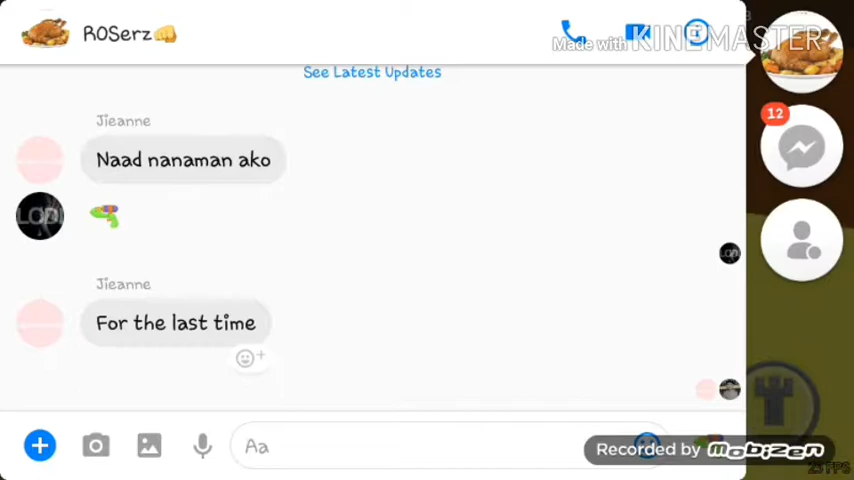 ROSerz👊
Made with KINEMASTER
See Latest Updates
12
Jieanne
Naad nanaman ako
LODI
Jieanne
For the last time
Aa
Recorded by mobizen